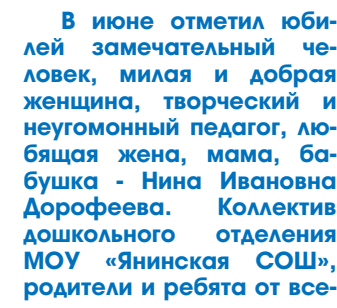 В июне отметил юби-
лей замечательный че-
ловек, милая и добрая
женщина, творческий и
неугомонный педагог, лю-
бящая жена, мама, ба-
бушка - Нина Ивановна
Дорофеева. Коллектив
дошкольного отделения
МОУ «Янинская СОШ»,
родители и ребята от все-